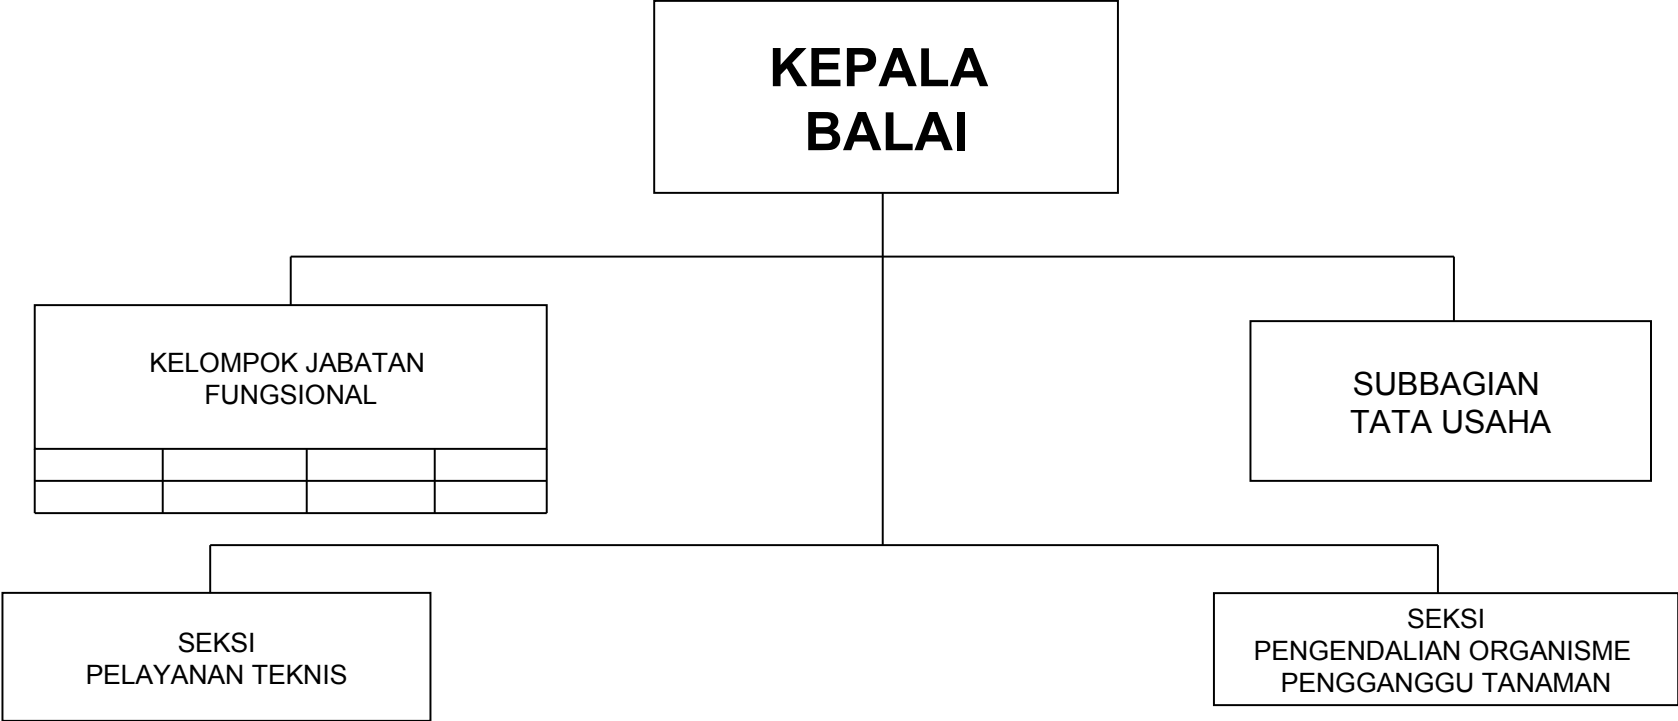 KEPALA
BALAI
KELOMPOK JABATAN
FUNGSIONAL
SUBBAGIAN
TATA USAHA
SEKSI
PELAYANAN TEKNIS
SEKSI
PENGENDALIAN ORGANISME
PENGGANGGU TANAMAN